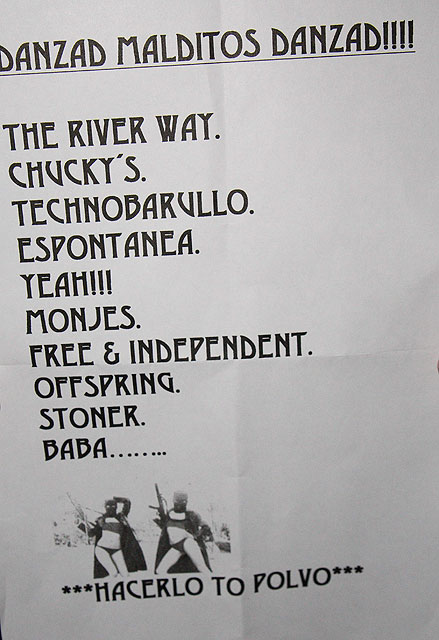 DANZAD MALDITOS DANZAD!!!!
THE RIVER WAY.
CHUCKY´S.
TECHNOBARULLO.
ESPONTANEA.
YEAH!!!
MONJES.
FREE & INDEPENDENT.
OFFSPRING.
STONER.
BABA........
***HACERLO TO POLVO***